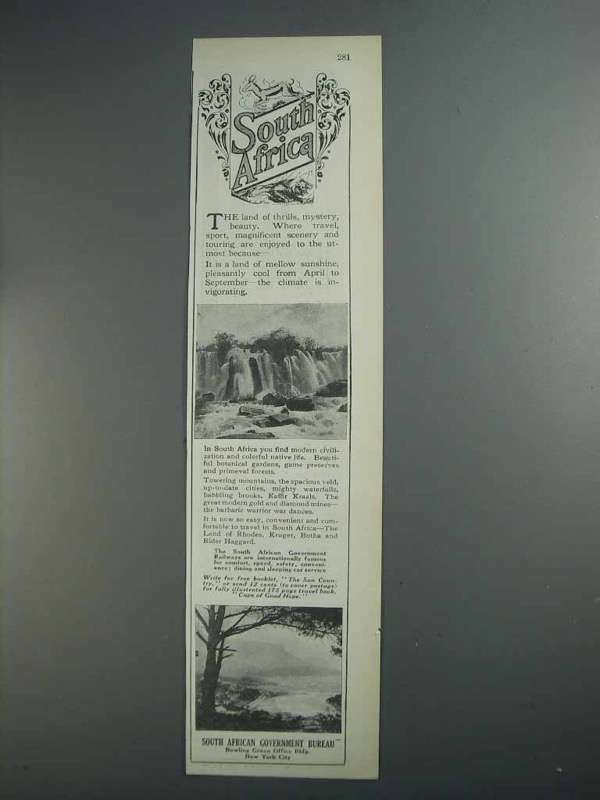 281
South
Africa
THE land of thrills, mystery,
beauty. Where travel,
sport, magnificent scenery and
touring are enjoyed to the ut-
most because—
It is a land of mellow sunshine,
pleasantly cool from April to
September—the climate is in-
vigorating.
In South Africa you find modern civili-
zation and colorful native life. Beauti-
ful botanical gardens, game preserves
and primeval forests.
Towering mountains, the spacious veld,
up-to-date cities, mighty waterfalls,
babbling brooks, Kaffir Kraals. The
great modern gold and diamond mines—
the barbaric warrior war dances.
It is now so easy, convenient and com-
fortable to travel in South Africa—The
Land of Rhodes, Kruger, Botha and
Rider Haggard.
The South African Government
Railways are internationally famous
for comfort, speed, safety, conveni-
ence; dining and sleeping car service
Write for free booklet, "The Sun Coun-
try," or send 12 cents (to cover postage)
for fully illustrated 175 page travel book,
"Cape of Good Hope."
SOUTH AFRICAN GOVERNMENT BUREAU
Bowling Green Office Bldg.
New York City